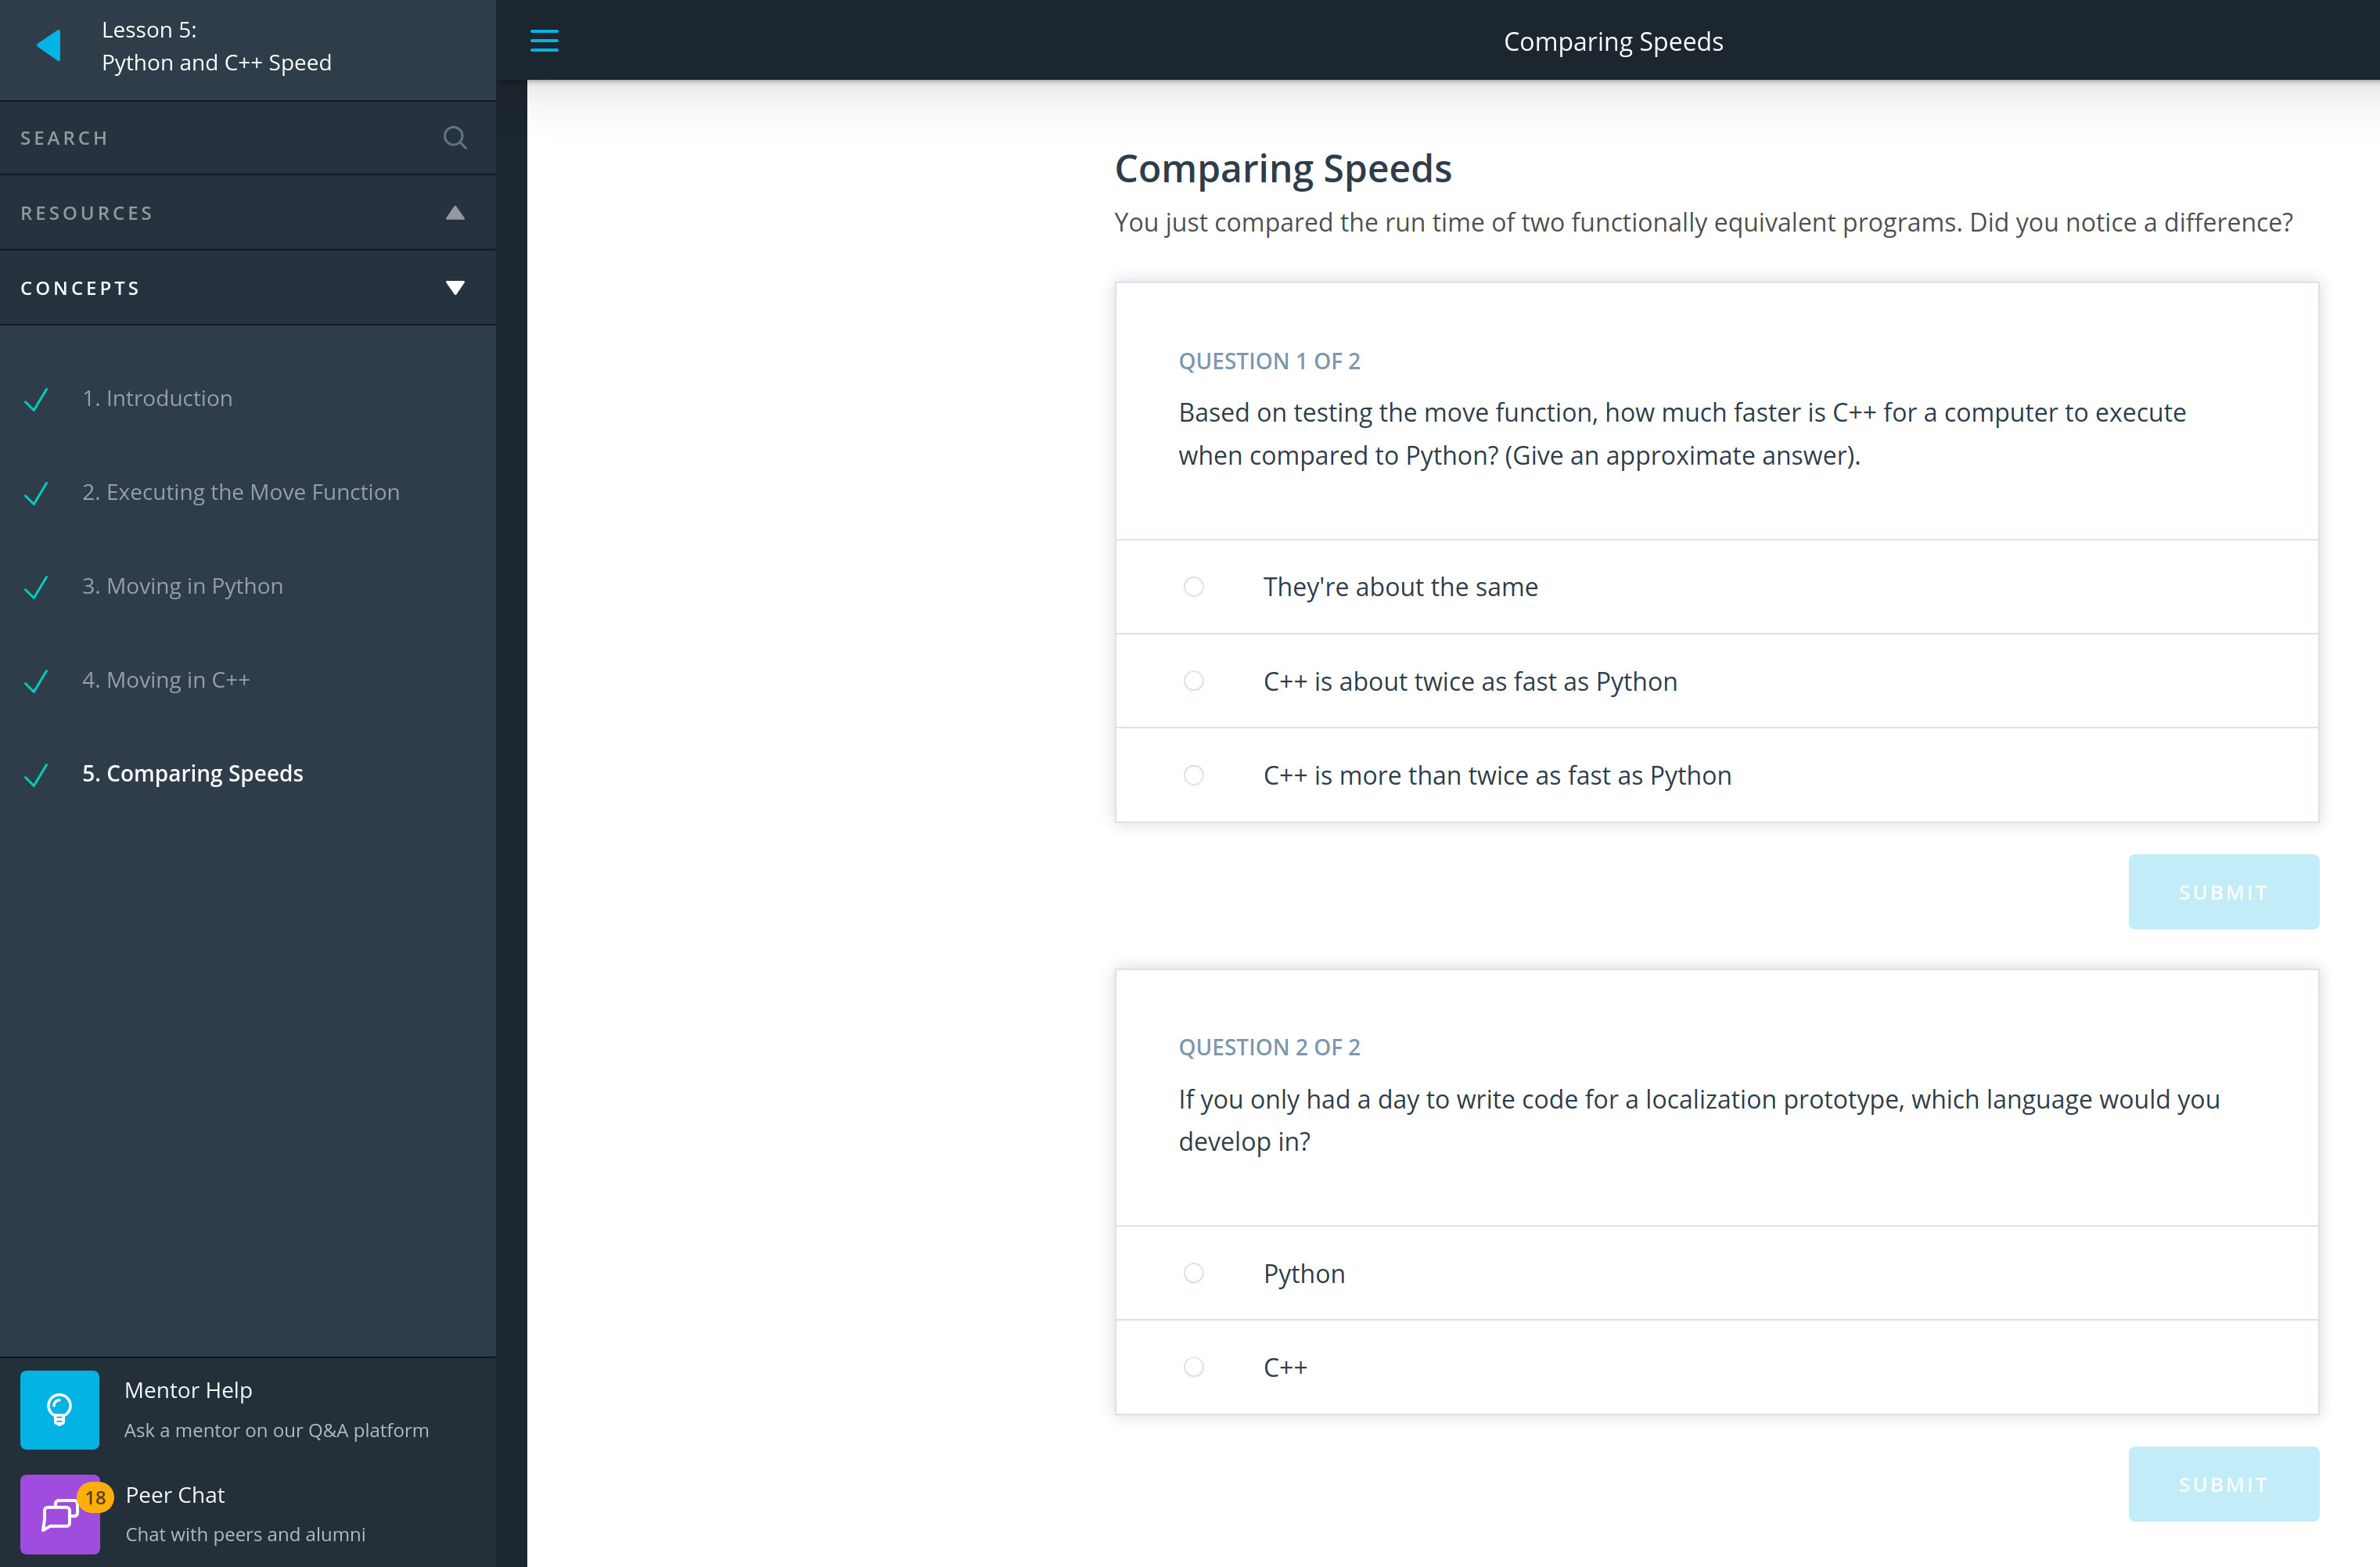 Lesson 5:
Python and C++ Speed
SEARCH
RESOURCES
CONCEPTS
1. Introduction
2. Executing the Move Function
3. Moving in Python
4. Moving in C++
5. Comparing Speeds
Mentor Help
Ask a mentor on our Q&A platform
18
Peer Chat
Chat with peers and alumni
Comparing Speeds
Comparing Speeds
You just compared the run time of two functionally equivalent programs. Did you notice a difference?
QUESTION 1 OF 2
Based on testing the move function, how much faster is C++ for a computer to execute
when compared to Python? (Give an approximate answer).
They're about the same
C++ is about twice as fast as Python
C++ is more than twice as fast as Python
SUBMIT
QUESTION 2 OF 2
If you only had a day to write code for a localization prototype, which language would you
develop in?
Python
C++
SUBMIT